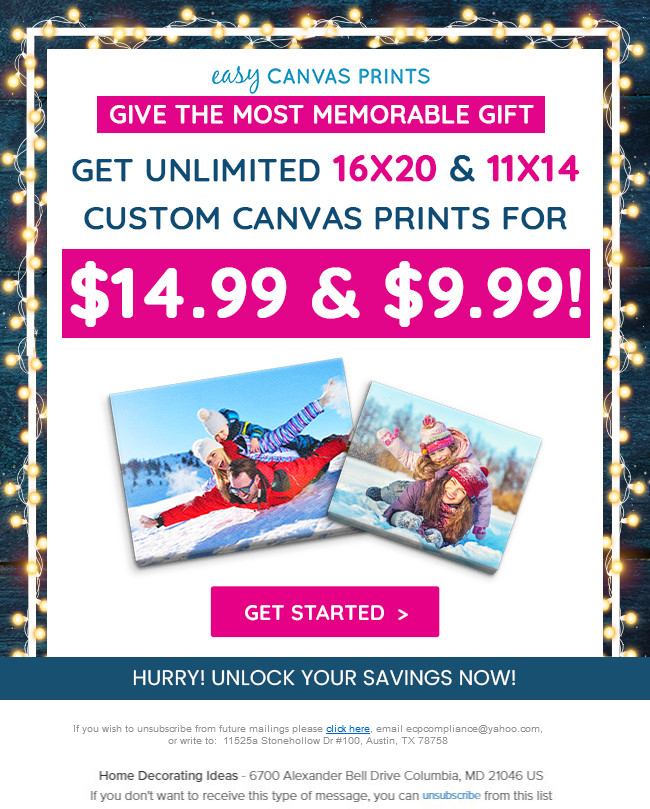 easy CANVAS PRINTS
GIVE THE MOST MEMORABLE GIFT
GET UNLIMITED 16X20 & 11X14
CUSTOM CANVAS PRINTS FOR
$14.99 & $9.99!
GET STARTED >
HURRY! UNLOCK YOUR SAVINGS NOW!
If you wish to unsubscribe from future mailings please click here, email ecpcompliance@yahoo.com,
or write to: 11525a Stonehollow Dr #100, Austin, TX 78758
Home Decorating Ideas - 6700 Alexander Bell Drive Columbia, MD 21046 US
If you don't want to receive this type of message, you can unsubscribe from this list